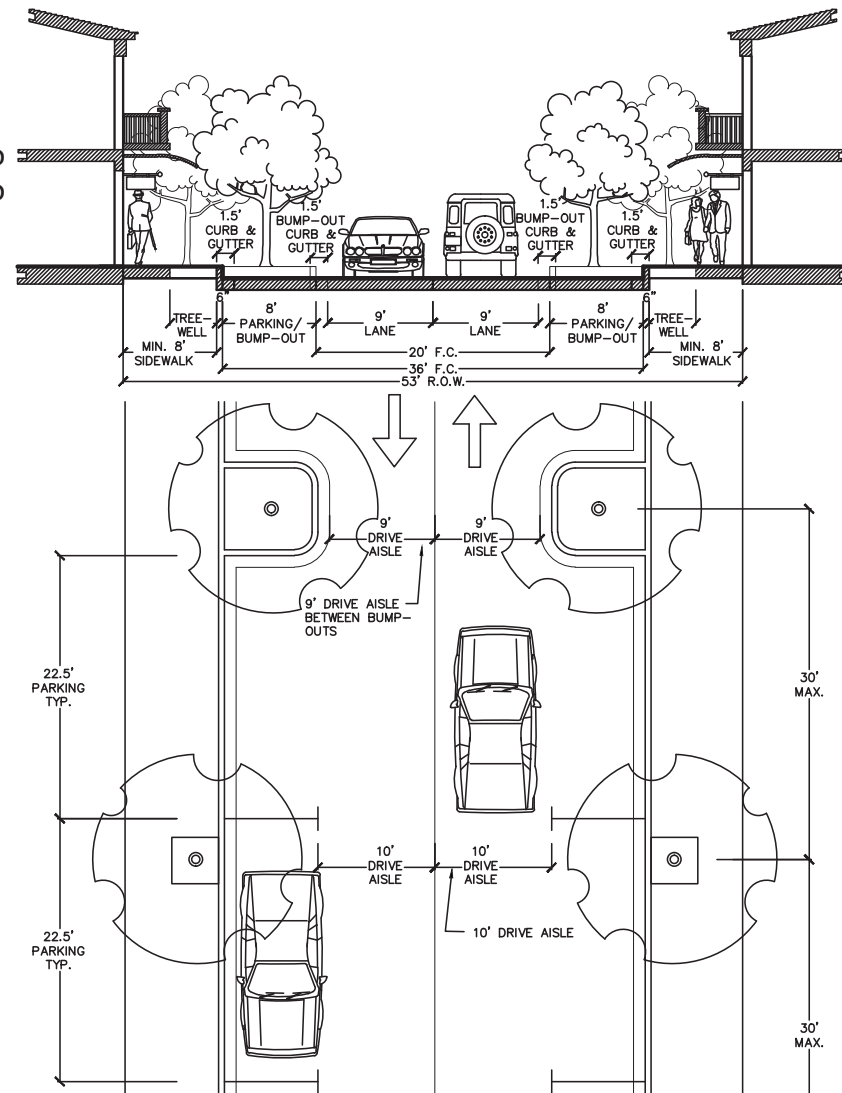 1.5'
CURB &
GUTTER
1.5'
BUMP-OUT
CURB &
GUTTER
1.5'
BUMP-OUT
CURB &
GUTTER
1.5'
CURB &
GUTTER
6"
6"
TREE-
WELL
8'
PARKING/
BUMP-OUT
9'
LANE
9'
LANE
8'
PARKING/
BUMP-OUT
TREE-
WELL
MIN. 8'
SIDEWALK
MIN. 8'
SIDEWALK
20' F.C.
36' F.C.
53' R.O.W.
9'
DRIVE
AISLE
9'
DRIVE
AISLE
9' DRIVE AISLE
BETWEEN BUMP-
OUTS
22.5'
PARKING
TYP.
30'
MAX.
10'
DRIVE
AISLE
10'
DRIVE
AISLE
10' DRIVE AISLE
22.5'
PARKING
TYP.
30'
MAX.